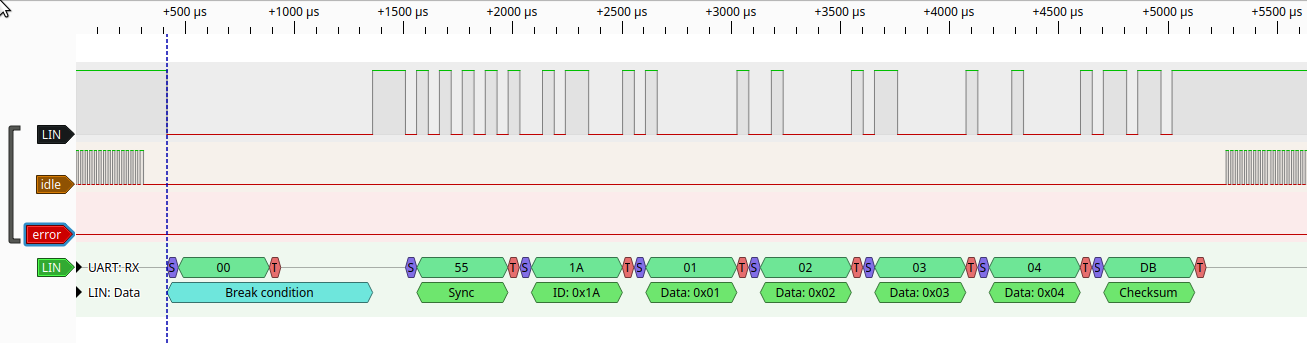 +500 µs +1000 µs +1500 µs +2000 µs +2500 µs +3000 µs +3500 µs +4000 µs +4500 µs +5000 µs +5500 µs
LIN
idle
error
LIN UART: RX S 00 T S 55 T S 1A T S 01 T S 02 T S 03 T S 04 T S DB T
LIN: Data Break condition Sync ID: 0x1A Data: 0x01 Data: 0x02 Data: 0x03 Data: 0x04 Checksum